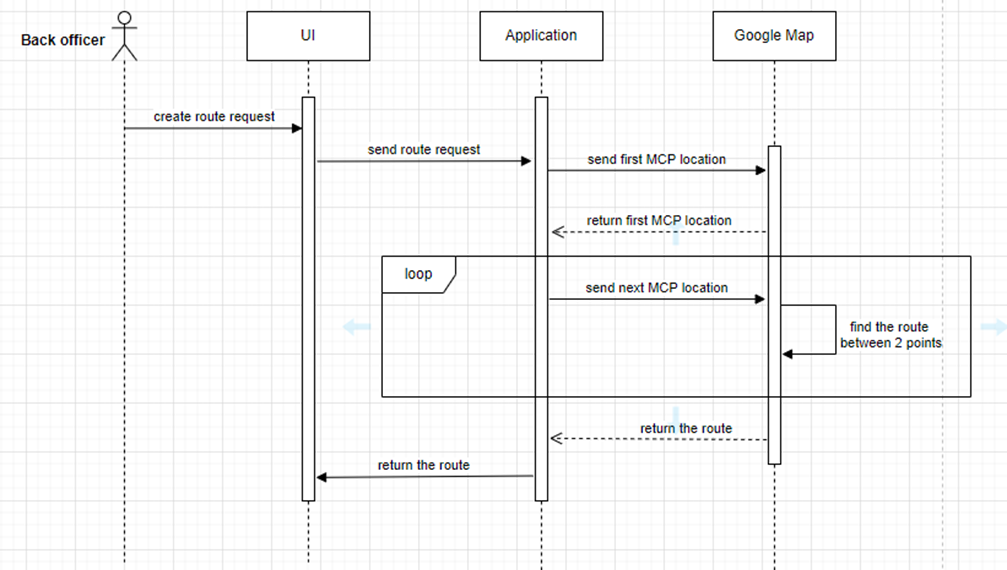 Back officer
UI
Application
Google Map
create route request
send route request
send first MCP location
return first MCP location
loop
send next MCP location
find the route
between 2 points
return the route
return the route